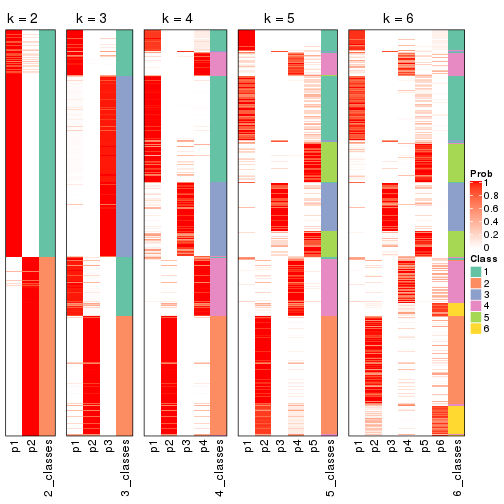 k = 2
k = 3
k = 4
k = 5
k = 6
Prob
1
0.8
0.6
0.4
0.2
0
Class
1
2
3
4
5
6
p1
p2
2_classes
p1
p2
p3
3_classes
p1
p2
p3
p4
4_classes
p1
p2
p3
p4
p5
5_classes
p1
p2
p3
p4
p5
p6
6_classes